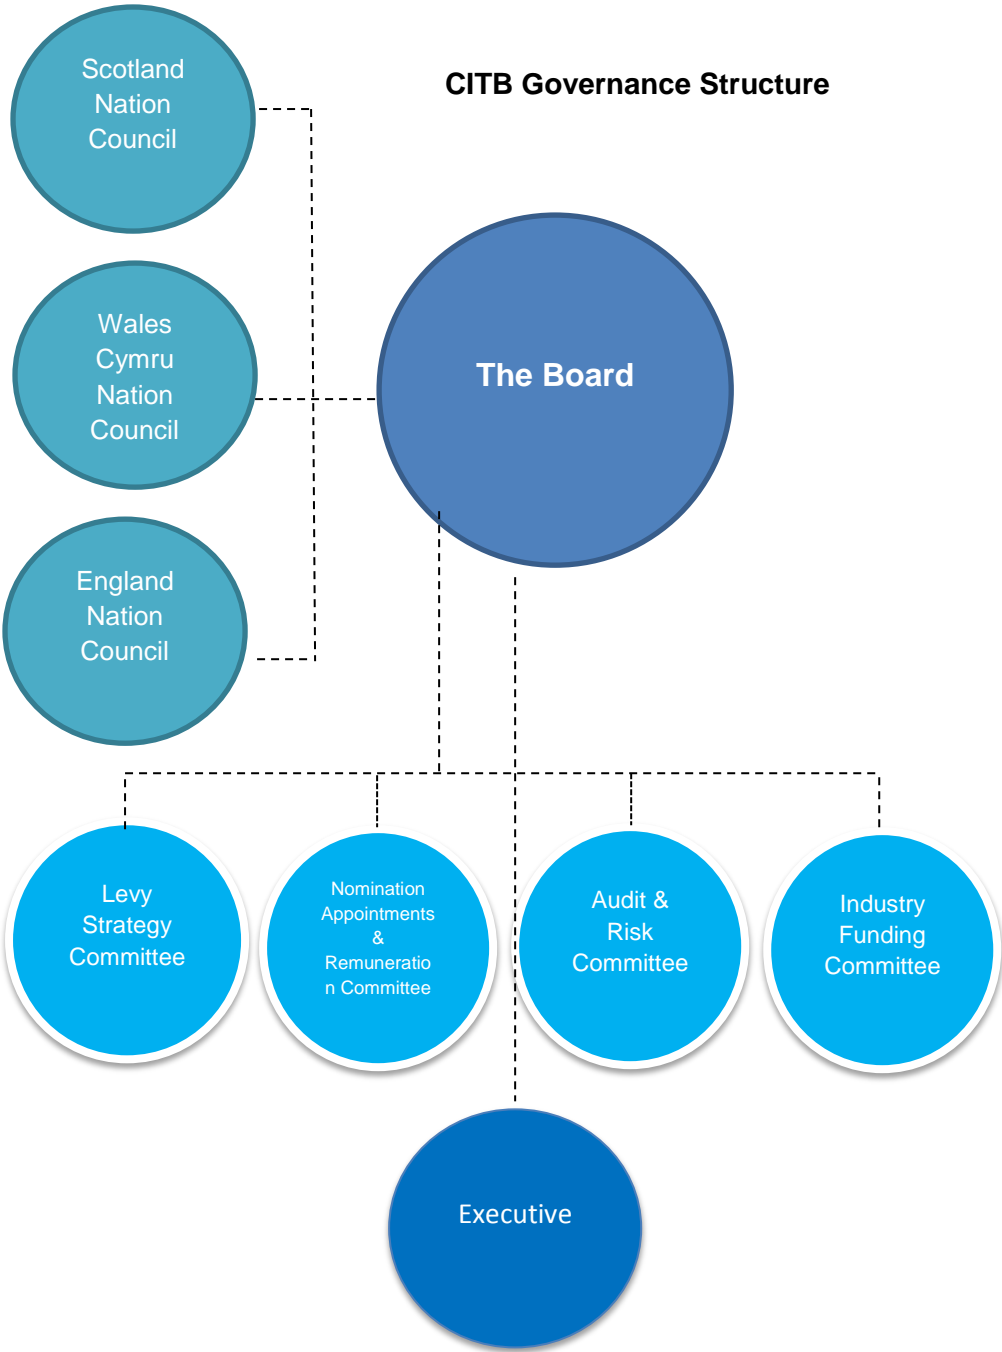 CITB Governance Structure
Scotland
Nation
Council
Wales
Cymru
Nation
Council
The Board
England
Nation
Council
Levy
Strategy
Committee
Nomination
Appointments
&
Remuneratio
n Committee
Audit &
Risk
Committee
Industry
Funding
Committee
Executive